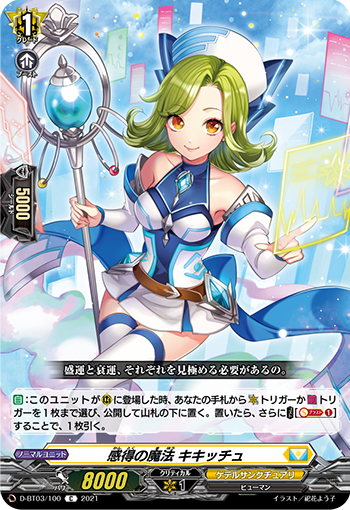 1
グレード
ブースト
5000
シールド
盛運と衰運、それぞれを見極める必要があるの。
自:このユニットがRに登場した時、あなたの手札からトリガーかトリ
ガーを1枚まで選び、公開して山札の下に置く。置いたら、さらに[ブラスト1]
することで、1枚引く。
ノーマルユニット
感得の魔法 キキッチュ
パワー 8000
クリティカル 1
ケテルサンクチュアリ
ヒューマン
D-BT03/100 C 2021
イラスト/紀花よう子